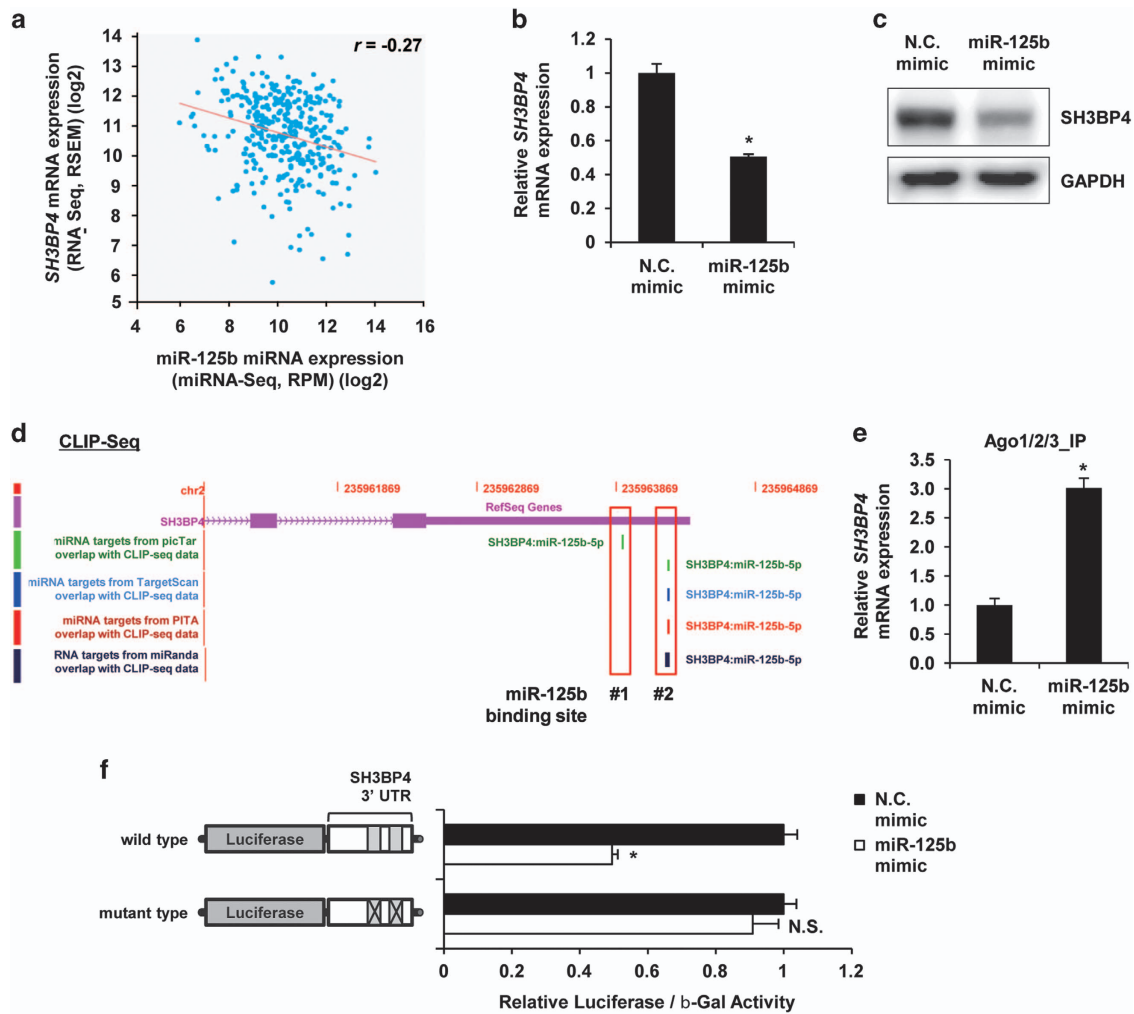 a
r = -0.27
SH3BP4 mRNA expression
(RNA_Seq, RSEM) (log2)
14
13
12
11
10
9
8
7
6
5
4
6
8
10
12
14
16
miR-125b miRNA expression
(miRNA-Seq, RPM) (log2)
b
Relative SH3BP4
mRNA expression
1.2
1
0.8
0.6
0.4
0.2
0
*
N.C.
mimic
miR-125b
mimic
c
N.C.
mimic
miR-125b
mimic
SH3BP4
GAPDH
d
CLIP-Seq
chr2
235961869
235962869
235963869
235964869
RefSeq Genes
SH3BP4
miRNA targets from picTar
overlap with CLIP-seq data
SH3BP4:miR-125b-5p
SH3BP4:miR-125b-5p
miRNA targets from TargetScan
overlap with CLIP-seq data
SH3BP4:miR-125b-5p
miRNA targets from PITA
overlap with CLIP-seq data
SH3BP4:miR-125b-5p
RNA targets from miRanda
overlap with CLIP-seq data
SH3BP4:miR-125b-5p
miR-125b
binding site
#1
#2
e
Ago1/2/3_IP
Relative SH3BP4
mRNA expression
3.5
3.0
2.5
2.0
1.5
1.0
0.5
0
*
N.C.
mimic
miR-125b
mimic
f
SH3BP4
3' UTR
wild type
Luciferase
*
mutant type
Luciferase
N.S.
N.C.
mimic
miR-125b
mimic
0
0.2
0.4
0.6
0.8
1
1.2
Relative Luciferase / b-Gal Activity